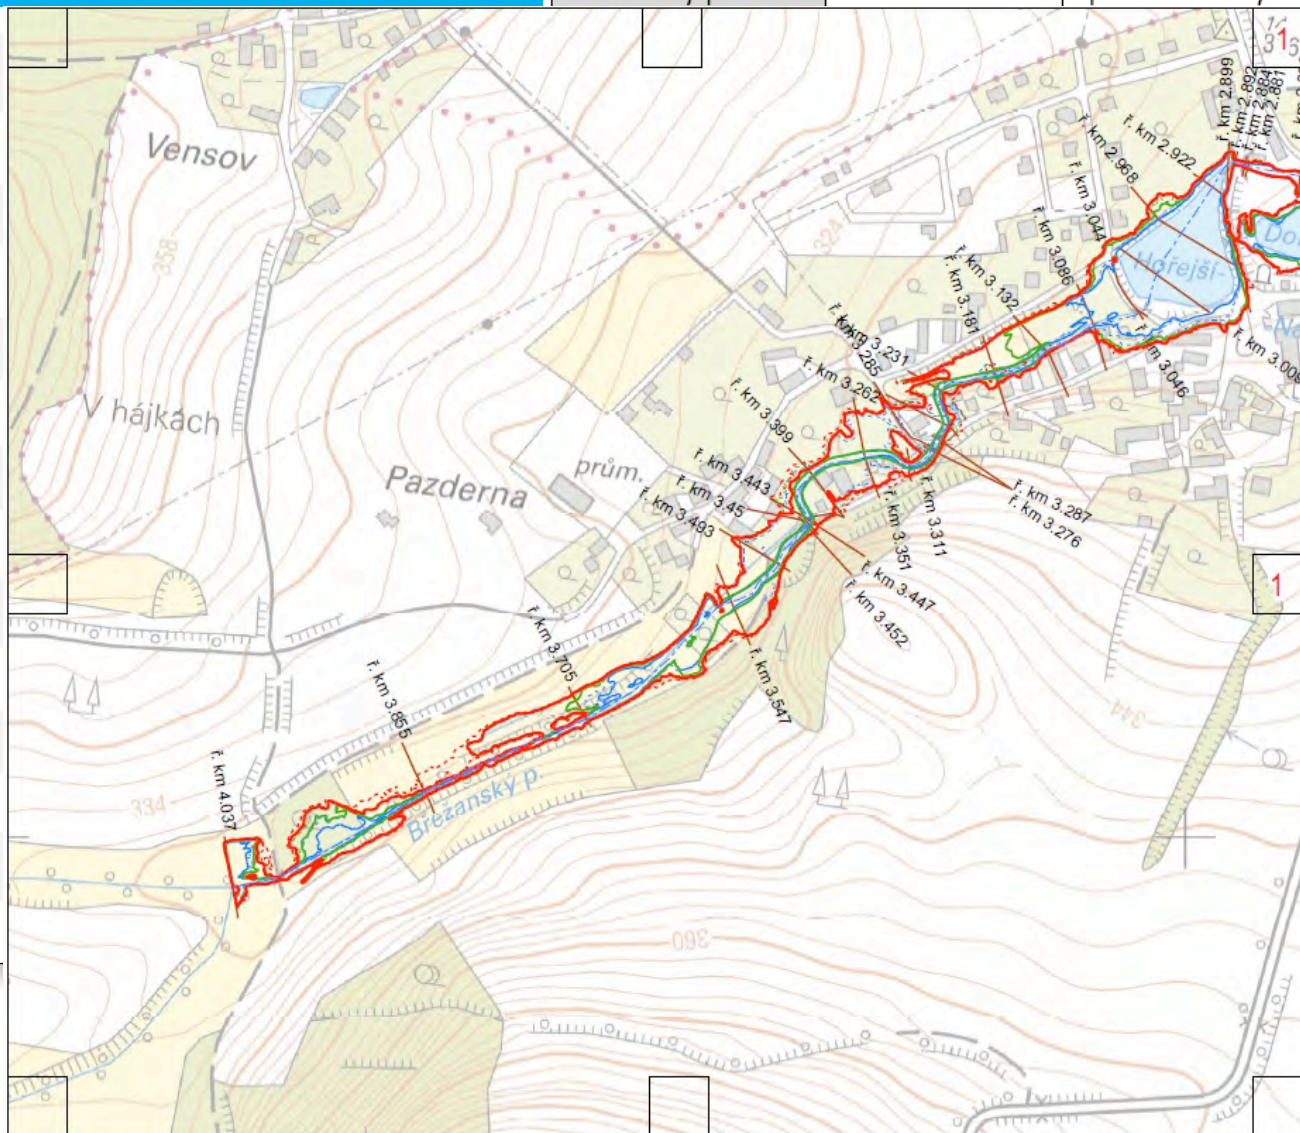 1
Vensov
358
V hájkách
Pazderna
prům.
324
ř. km 2.899
ř. km 2.892
ř. km 2.884
ř. km 2.881
ř. km 2.922
ř. km 2.968
ř. km 3.044
ř. km 3.086
ř. km 3.132
ř. km 3.181
Hořejší
ř. km 3.009
ř. km 3.046
ř. km 3.231
ř. km 3.285
ř. km 3.262
ř. km 3.399
ř. km 3.443
ř. km 3.45
ř. km 3.493
ř. km 3.287
ř. km 3.276
ř. km 3.311
ř. km 3.351
ř. km 3.447
ř. km 3.452
1
ř. km 3.547
ř. km 3.705
ř. km 3.855
ř. km 4.037
Břežanský p.
334
344
360